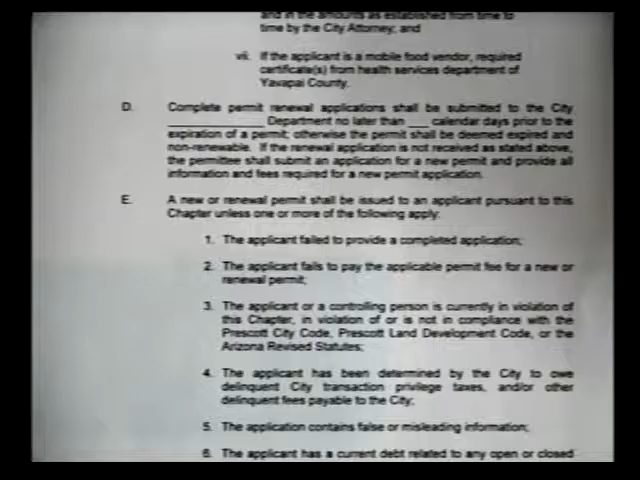 and in the amounts as established from time to
time by the City Attorney; and
vii. If the applicant is a mobile food vendor, required
certificate(s) from health services department of
Yavapai County.
D. Complete permit renewal applications shall be submitted to the City
_______________ Department no later than ___ calendar days prior to the
expiration of a permit; otherwise the permit shall be deemed expired and
non-renewable. If the renewal application is not received as stated above,
the permittee shall submit an application for a new permit and provide all
information and fees required for a new permit application.
E. A new or renewal permit shall be issued to an applicant pursuant to this
Chapter unless one or more of the following apply:
1. The applicant failed to provide a completed application;
2. The applicant fails to pay the applicable permit fee for a new or
renewal permit;
3. The applicant or a controlling person is currently in violation of
this Chapter, in violation of or is not in compliance with the
Prescott City Code, Prescott Land Development Code, or the
Arizona Revised Statutes;
4. The applicant has been determined by the City to owe
delinquent City transaction privilege taxes, and/or other
delinquent fees payable to the City;
5. The application contains false or misleading information;
6. The applicant has a current debt related to any open or closed